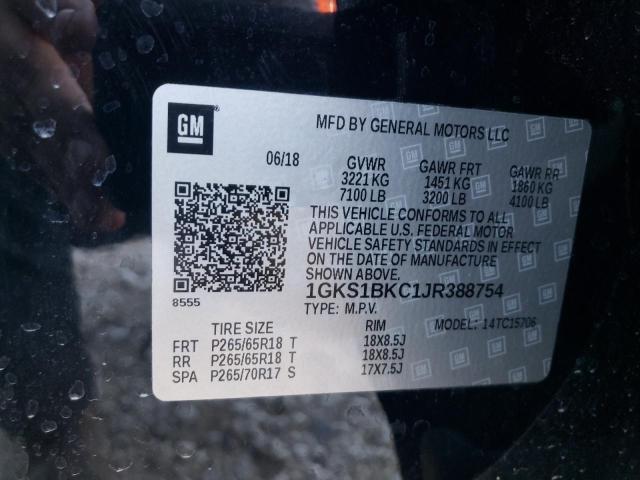 GM
MFD BY GENERAL MOTORS LLC
06/18 GVWR GAWR FRT GAWR RR
3221 KG 1451 KG 1860 KG
7100 LB 3200 LB 4100 LB
THIS VEHICLE CONFORMS TO ALL
APPLICABLE U.S. FEDERAL MOTOR
VEHICLE SAFETY STANDARDS IN EFFECT
ON THE DATE OF MANUFACTURE
SHOWN ABOVE.
8555
1GKS1BKC1JR388754
TYPE: M.P.V. MODEL: 14TC15706
TIRE SIZE RIM
FRT P265/65R18 T 18X8.5J
RR P265/65R18 T 18X8.5J
SPA P265/70R17 S 17X7.5J